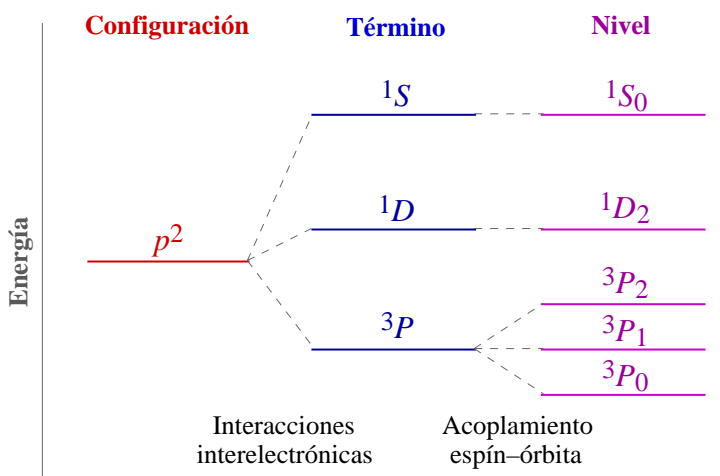 Configuración Término Nivel
¹S ¹S₀
¹D ¹D₂
p²
³P₂
³P ³P₁
³P₀
Energía
Interacciones Acoplamiento
interelectrónicas espín–órbita